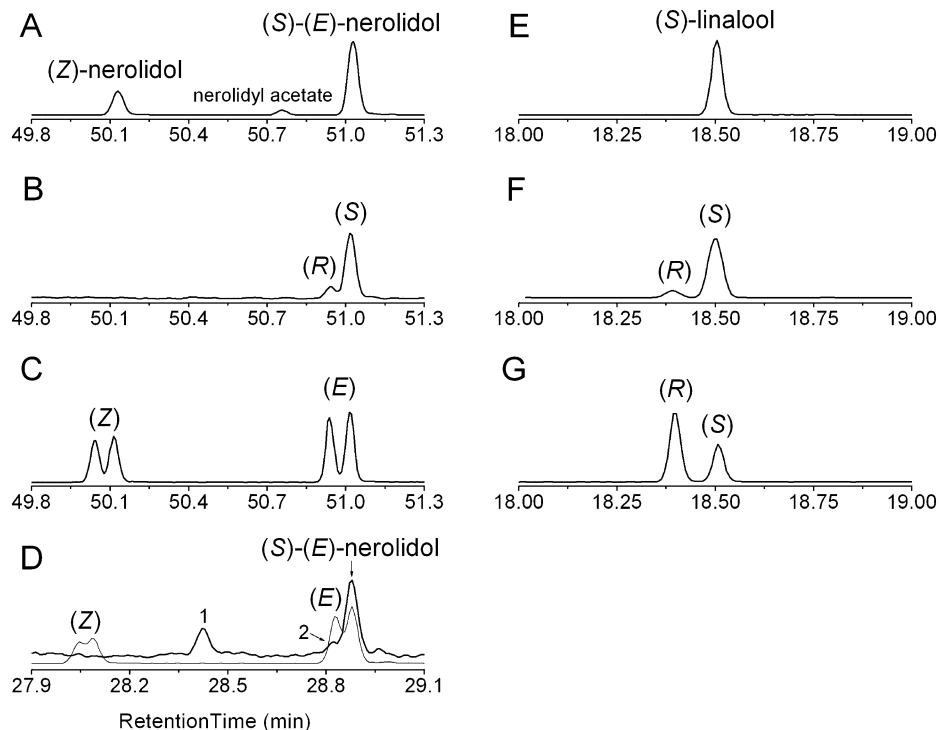 A
(S)-(E)-nerolidol
(Z)-nerolidol
nerolidyl acetate
49.8 50.1 50.4 50.7 51.0 51.3
B
(S)
(R)
49.8 50.1 50.4 50.7 51.0 51.3
C
(E)
(Z)
49.8 50.1 50.4 50.7 51.0 51.3
D
(S)-(E)-nerolidol
(E)
(Z)
1
2
27.9 28.2 28.5 28.8 29.1
RetentionTime (min)
E
(S)-linalool
18.00 18.25 18.50 18.75 19.00
F
(S)
(R)
18.00 18.25 18.50 18.75 19.00
G
(R)
(S)
18.00 18.25 18.50 18.75 19.00